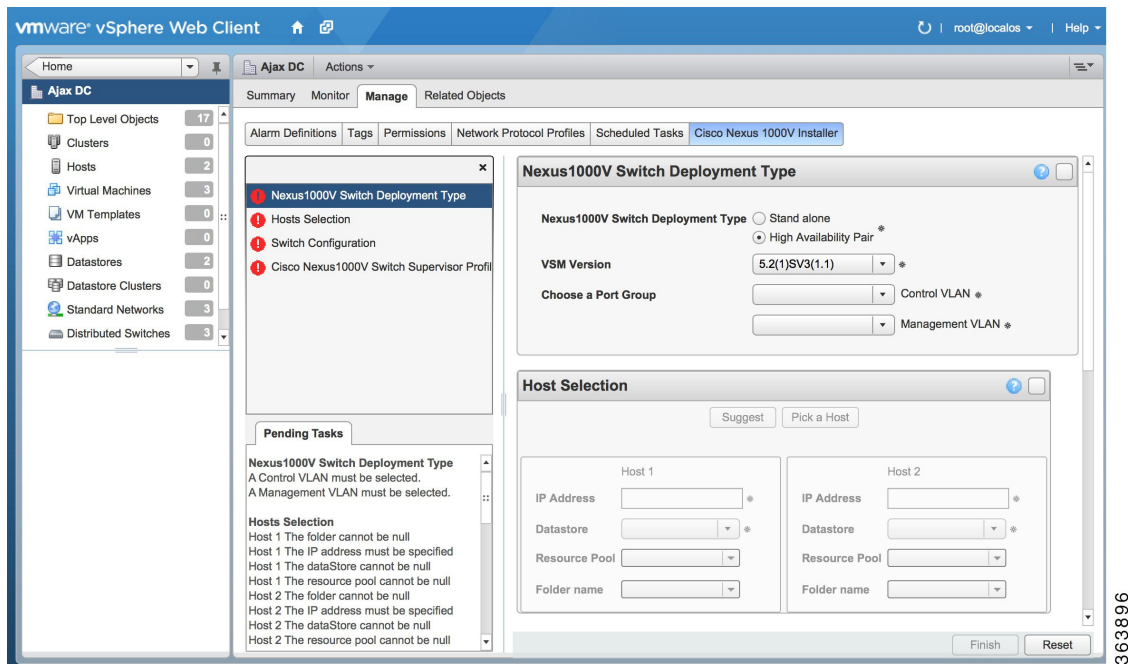 vmware® vSphere Web Client
root@localos
Help
Home
Ajax DC
Top Level Objects 17
Clusters 0
Hosts 2
Virtual Machines 3
VM Templates 0
vApps 0
Datastores 2
Datastore Clusters 0
Standard Networks 3
Distributed Switches 3
Ajax DC Actions
Summary Monitor Manage Related Objects
Alarm Definitions Tags Permissions Network Protocol Profiles Scheduled Tasks Cisco Nexus 1000V Installer
Nexus1000V Switch Deployment Type
Hosts Selection
Switch Configuration
Cisco Nexus1000V Switch Supervisor Profil
Pending Tasks
Nexus1000V Switch Deployment Type
A Control VLAN must be selected.
A Management VLAN must be selected.
Hosts Selection
Host 1 The folder cannot be null
Host 1 The IP address must be specified
Host 1 The dataStore cannot be null
Host 1 The resource pool cannot be null
Host 2 The folder cannot be null
Host 2 The IP address must be specified
Host 2 The dataStore cannot be null
Host 2 The resource pool cannot be null
Nexus1000V Switch Deployment Type
Nexus1000V Switch Deployment Type Stand alone
High Availability Pair
VSM Version 5.2(1)SV3(1.1)
Choose a Port Group Control VLAN
Management VLAN
Host Selection
Suggest Pick a Host
Host 1
IP Address
Datastore
Resource Pool
Folder name
Host 2
IP Address
Datastore
Resource Pool
Folder name
Finish Reset
363896